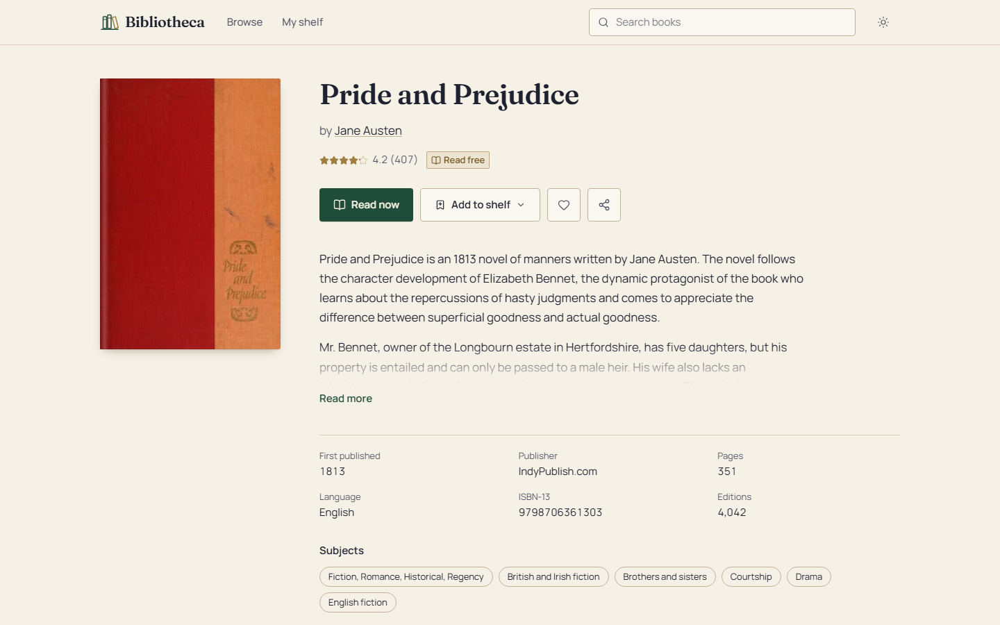 Bibliotheca
Browse
My shelf
Search books
Pride and Prejudice
by Jane Austen
4.2 (407)
Read free
Read now
Add to shelf
Pride
and
Prejudice
Pride and Prejudice is an 1813 novel of manners written by Jane Austen. The novel follows
the character development of Elizabeth Bennet, the dynamic protagonist of the book who
learns about the repercussions of hasty judgments and comes to appreciate the
difference between superficial goodness and actual goodness.
Mr. Bennet, owner of the Longbourn estate in Hertfordshire, has five daughters, but his
property is entailed and can only be passed to a male heir. His wife also lacks an
Read more
First published
1813
Publisher
IndyPublish.com
Pages
351
Language
English
ISBN-13
9798706361303
Editions
4,042
Subjects
Fiction, Romance, Historical, Regency
British and Irish fiction
Brothers and sisters
Courtship
Drama
English fiction